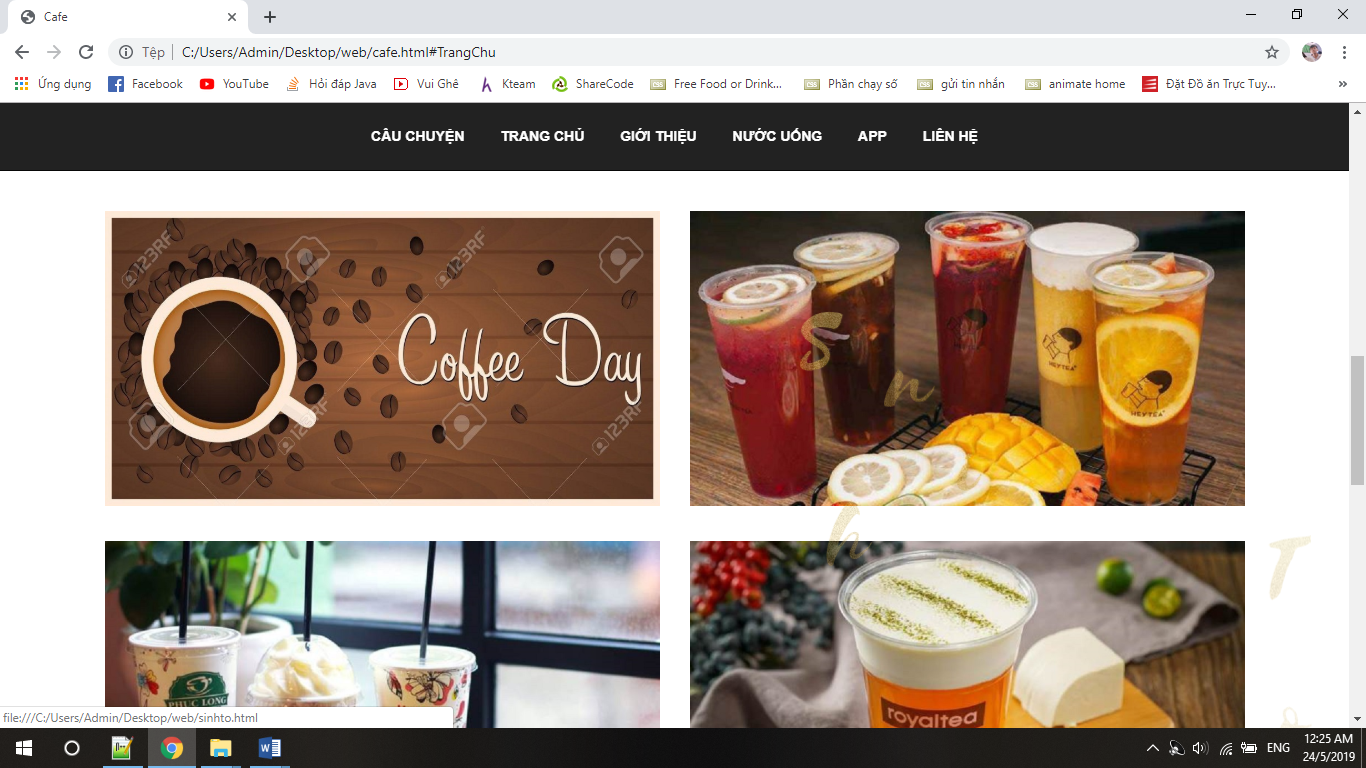 Cafe
Tệp
C:/Users/Admin/Desktop/web/cafe.html#TrangChu
Ứng dụng
Facebook
YouTube
Hỏi đáp Java
Vui Ghê
Kteam
ShareCode
Free Food or Drink...
Phần chạy số
gửi tin nhắn
animate home
Đặt Đồ ăn Trực Tuy...
»
CÂU CHUYỆN
TRANG CHỦ
GIỚI THIỆU
NƯỚC UỐNG
APP
LIÊN HỆ
123RF
123RF
123RF
123RF
Coffee Day
HEYTEA
HEYTEA
S
n
h
T
PHUC LONG
royaltea
file:///C:/Users/Admin/Desktop/web/sinhto.html
ENG
12:25 AM
24/5/2019